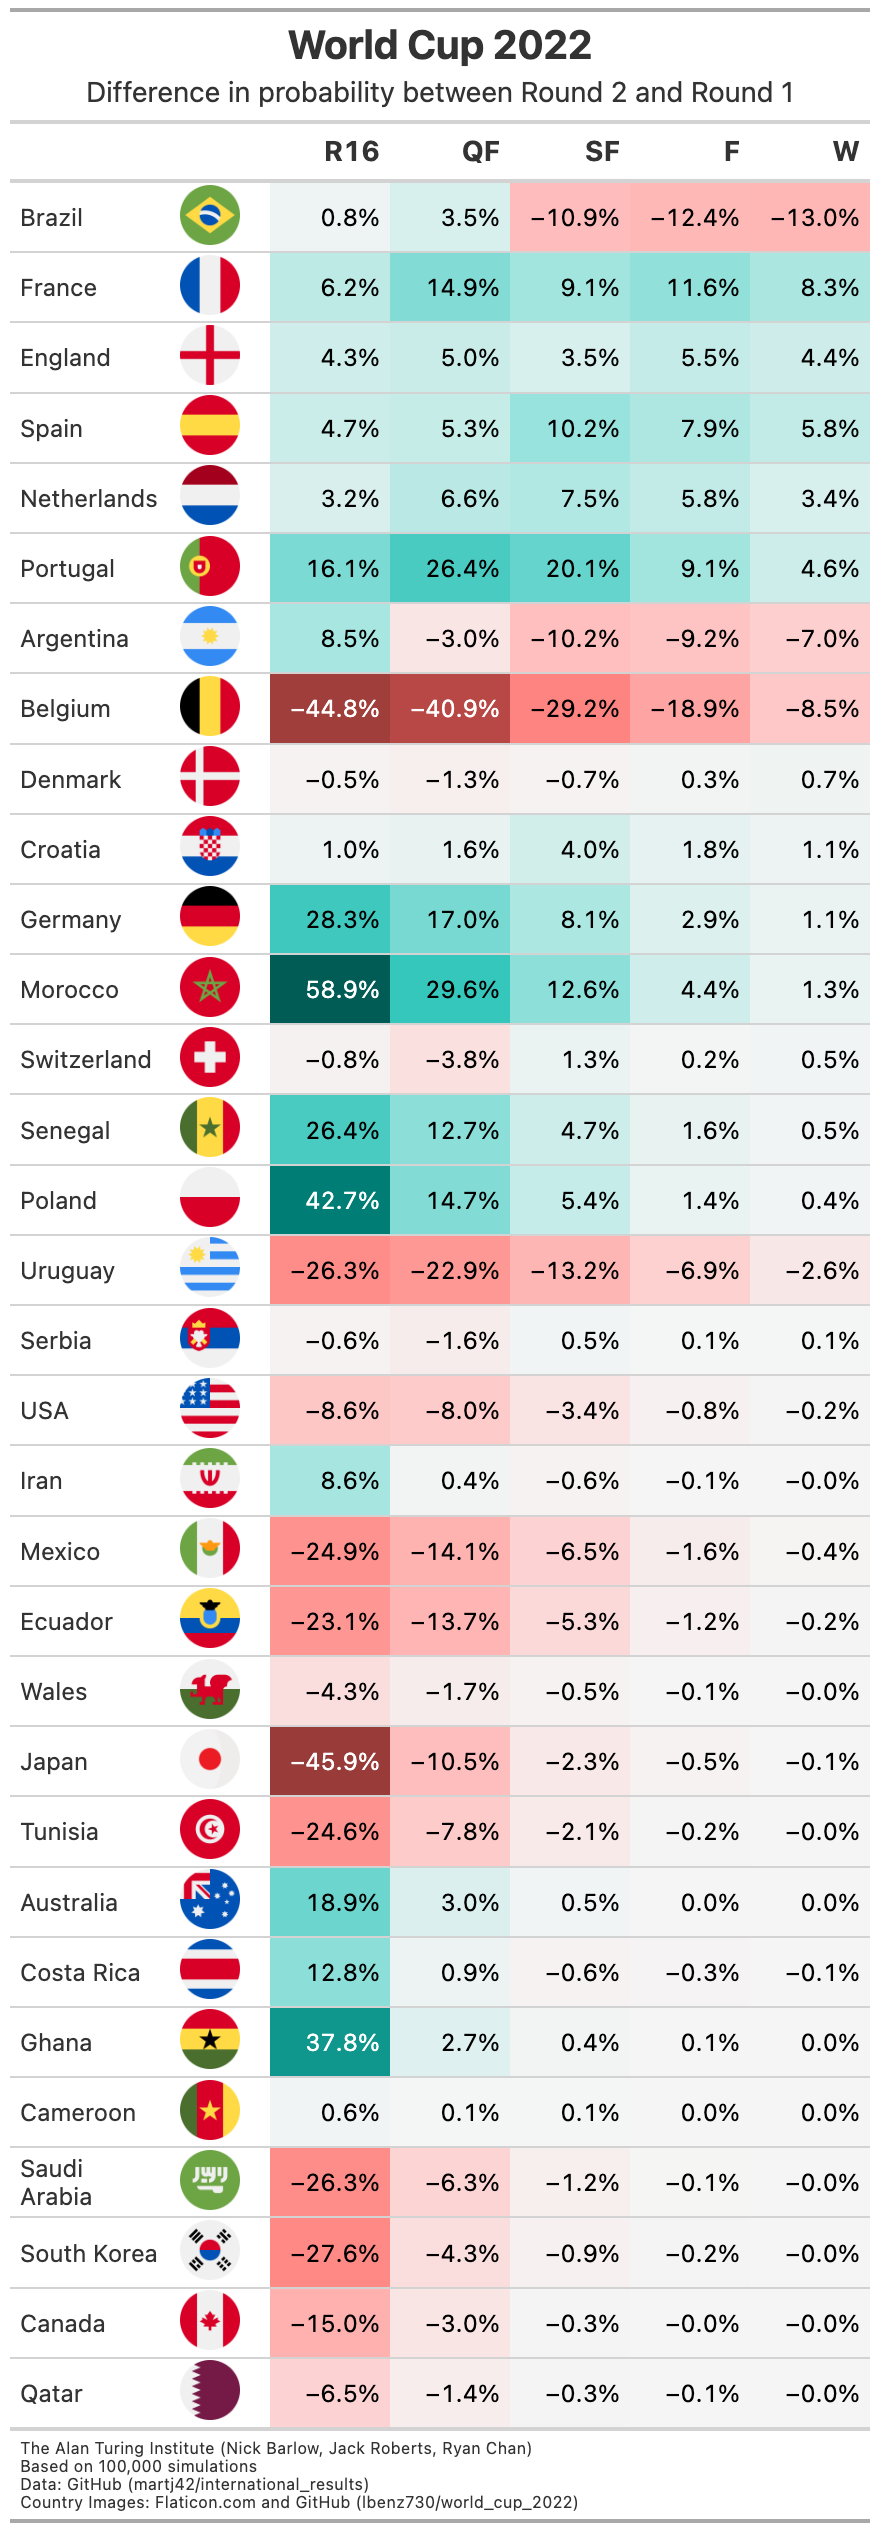 World Cup 2022
Difference in probability between Round 2 and Round 1
R16 QF SF F W
Brazil 0.8% 3.5% −10.9% −12.4% −13.0%
France 6.2% 14.9% 9.1% 11.6% 8.3%
England 4.3% 5.0% 3.5% 5.5% 4.4%
Spain 4.7% 5.3% 10.2% 7.9% 5.8%
Netherlands 3.2% 6.6% 7.5% 5.8% 3.4%
Portugal 16.1% 26.4% 20.1% 9.1% 4.6%
Argentina 8.5% −3.0% −10.2% −9.2% −7.0%
Belgium −44.8% −40.9% −29.2% −18.9% −8.5%
Denmark −0.5% −1.3% −0.7% 0.3% 0.7%
Croatia 1.0% 1.6% 4.0% 1.8% 1.1%
Germany 28.3% 17.0% 8.1% 2.9% 1.1%
Morocco 58.9% 29.6% 12.6% 4.4% 1.3%
Switzerland −0.8% −3.8% 1.3% 0.2% 0.5%
Senegal 26.4% 12.7% 4.7% 1.6% 0.5%
Poland 42.7% 14.7% 5.4% 1.4% 0.4%
Uruguay −26.3% −22.9% −13.2% −6.9% −2.6%
Serbia −0.6% −1.6% 0.5% 0.1% 0.1%
USA −8.6% −8.0% −3.4% −0.8% −0.2%
Iran 8.6% 0.4% −0.6% −0.1% −0.0%
Mexico −24.9% −14.1% −6.5% −1.6% −0.4%
Ecuador −23.1% −13.7% −5.3% −1.2% −0.2%
Wales −4.3% −1.7% −0.5% −0.1% −0.0%
Japan −45.9% −10.5% −2.3% −0.5% −0.1%
Tunisia −24.6% −7.8% −2.1% −0.2% −0.0%
Australia 18.9% 3.0% 0.5% 0.0% 0.0%
Costa Rica 12.8% 0.9% −0.6% −0.3% −0.1%
Ghana 37.8% 2.7% 0.4% 0.1% 0.0%
Cameroon 0.6% 0.1% 0.1% 0.0% 0.0%
Saudi
Arabia −26.3% −6.3% −1.2% −0.1% −0.0%
South Korea −27.6% −4.3% −0.9% −0.2% −0.0%
Canada −15.0% −3.0% −0.3% −0.0% −0.0%
Qatar −6.5% −1.4% −0.3% −0.1% −0.0%
The Alan Turing Institute (Nick Barlow, Jack Roberts, Ryan Chan)
Based on 100,000 simulations
Data: GitHub (martj42/international_results)
Country Images: Flaticon.com and GitHub (lbenz730/world_cup_2022)